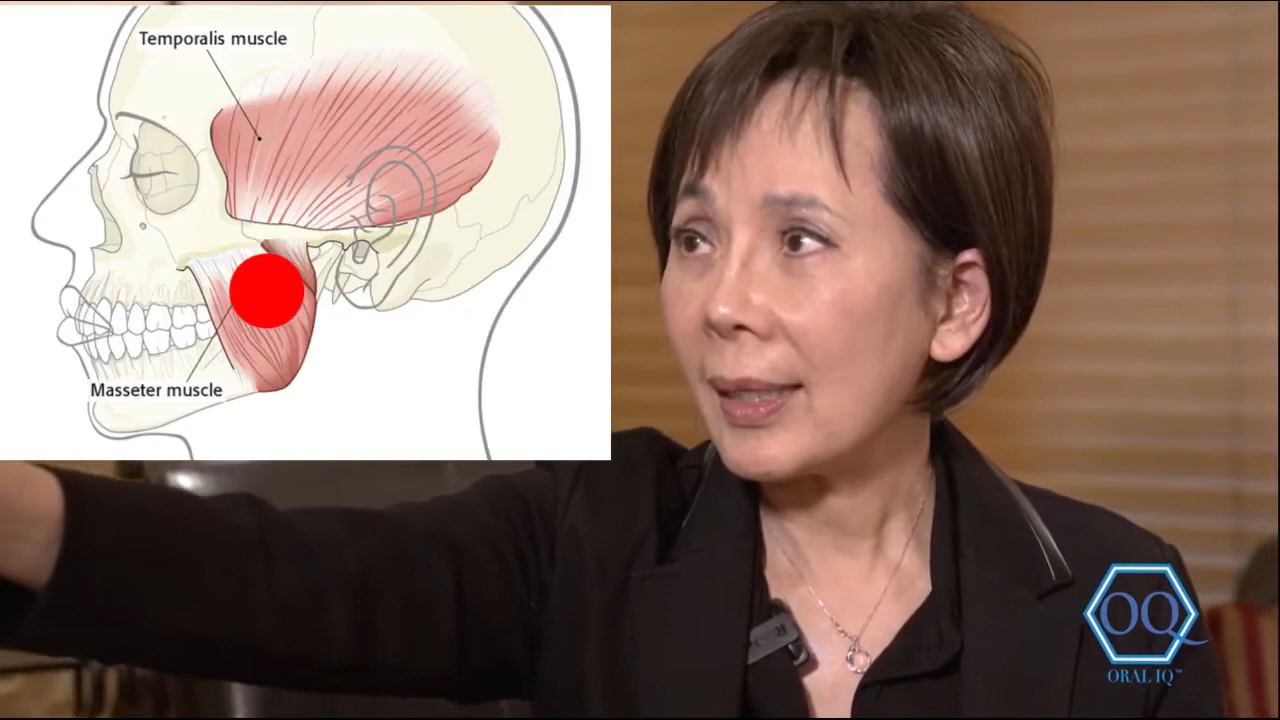 Temporalis muscle
Masseter muscle
R
OQ
ORAL IQ™